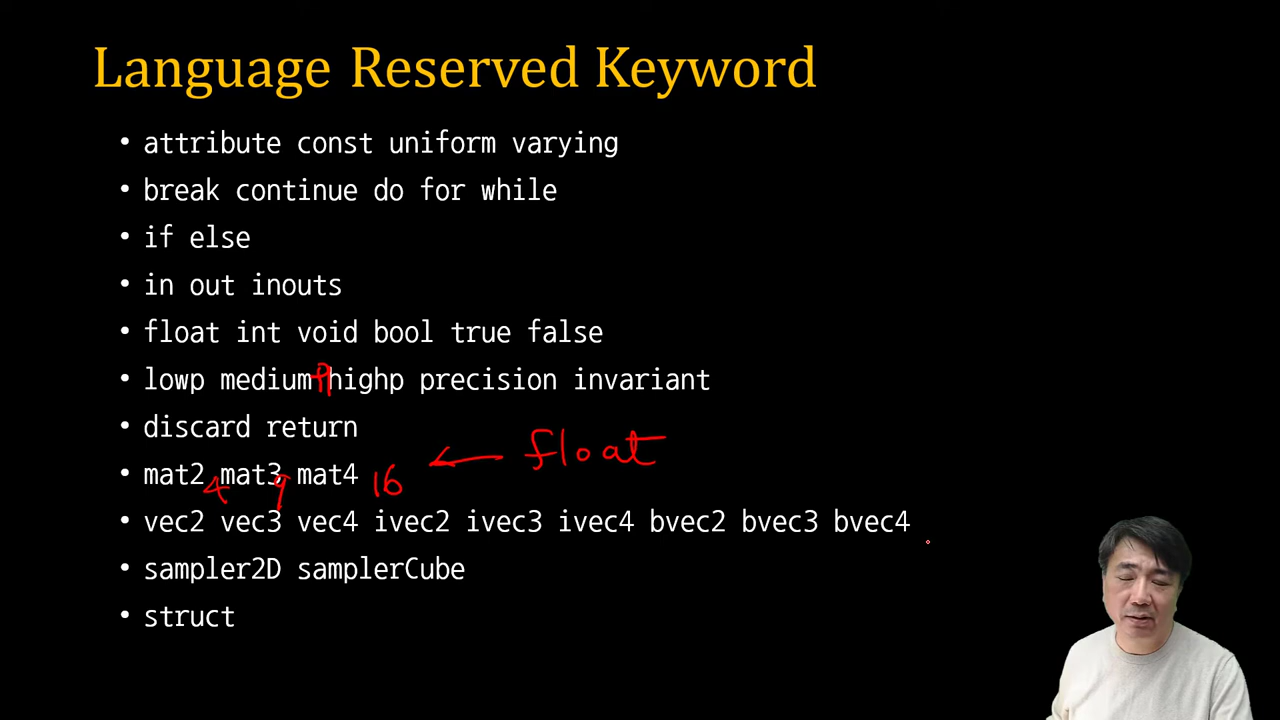 Language Reserved Keyword
• attribute const uniform varying
• break continue do for while
• if else
• in out inouts
• float int void bool true false
• lowp medium p highp precision invariant
• discard return
← float
• mat2 mat3 mat4
4 9 16
• vec2 vec3 vec4 ivec2 ivec3 ivec4 bvec2 bvec3 bvec4
• sampler2D samplerCube
• struct